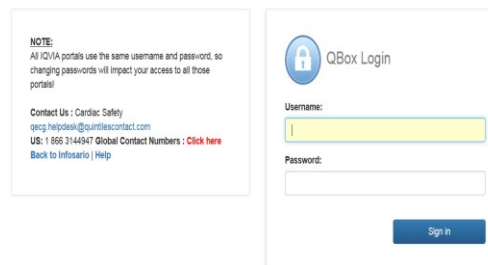 NOTE:
All IQVIA portals use the same username and password, so
changing passwords will impact your access to all those
portals!
Contact Us : Cardiac Safety
qecg.helpdesk@quintilescontact.com
US: 1 866 3144947 Global Contact Numbers : Click here
Back to Infosario | Help
QBox Login
Username:
Password:
Sign in